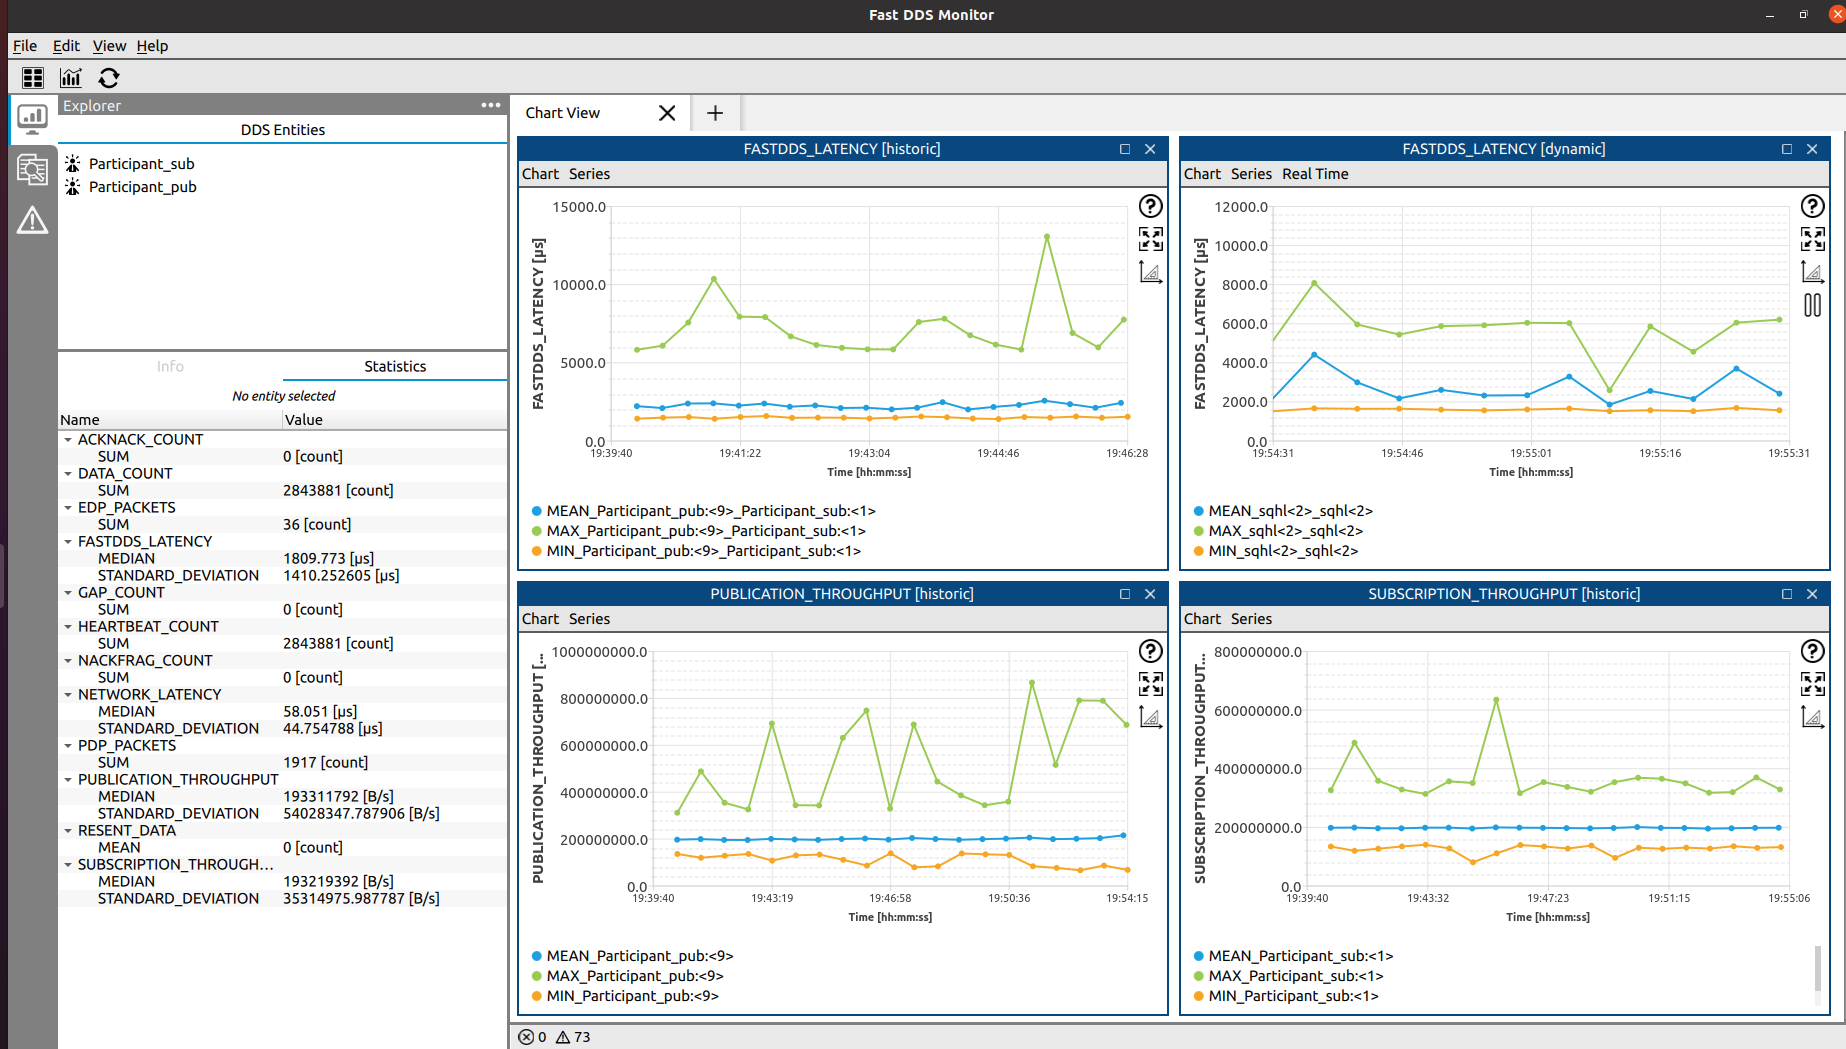 Fast DDS Monitor
File Edit View Help
Explorer
DDS Entities
Participant_sub
Participant_pub
Info Statistics
No entity selected
Name Value
ACKNACK_COUNT
SUM 0 [count]
DATA_COUNT
SUM 2843881 [count]
EDP_PACKETS
SUM 36 [count]
FASTDDS_LATENCY
MEDIAN 1809.773 [µs]
STANDARD_DEVIATION 1410.252605 [µs]
GAP_COUNT
SUM 0 [count]
HEARTBEAT_COUNT
SUM 2843881 [count]
NACKFRAG_COUNT
SUM 0 [count]
NETWORK_LATENCY
MEDIAN 58.051 [µs]
STANDARD_DEVIATION 44.754788 [µs]
PDP_PACKETS
SUM 1917 [count]
PUBLICATION_THROUGHPUT
MEDIAN 193311792 [B/s]
STANDARD_DEVIATION 54028347.787906 [B/s]
RESENT_DATA
MEAN 0 [count]
SUBSCRIPTION_THROUGH...
MEDIAN 193219392 [B/s]
STANDARD_DEVIATION 35314975.987787 [B/s]
Chart View
FASTDDS_LATENCY [historic]
Chart Series
FASTDDS_LATENCY [µs]
15000.0
10000.0
5000.0
0.0
19:39:40 19:41:22 19:43:04 19:44:46 19:46:28
Time [hh:mm:ss]
MEAN_Participant_pub:<9>_Participant_sub:<1>
MAX_Participant_pub:<9>_Participant_sub:<1>
MIN_Participant_pub:<9>_Participant_sub:<1>
FASTDDS_LATENCY [dynamic]
Chart Series Real Time
FASTDDS_LATENCY [µs]
12000.0
10000.0
8000.0
6000.0
4000.0
2000.0
0.0
19:54:31 19:54:46 19:55:01 19:55:16 19:55:31
Time [hh:mm:ss]
MEAN_sqhl<2>_sqhl<2>
MAX_sqhl<2>_sqhl<2>
MIN_sqhl<2>_sqhl<2>
PUBLICATION_THROUGHPUT [historic]
Chart Series
PUBLICATION_THROUGHPUT [...
1000000000.0
800000000.0
600000000.0
400000000.0
200000000.0
0.0
19:39:40 19:43:19 19:46:58 19:50:36 19:54:15
Time [hh:mm:ss]
MEAN_Participant_pub:<9>
MAX_Participant_pub:<9>
MIN_Participant_pub:<9>
SUBSCRIPTION_THROUGHPUT [historic]
Chart Series
SUBSCRIPTION_THROUGHPUT...
800000000.0
600000000.0
400000000.0
200000000.0
0.0
19:39:40 19:43:32 19:47:23 19:51:15 19:55:06
Time [hh:mm:ss]
MEAN_Participant_sub:<1>
MAX_Participant_sub:<1>
MIN_Participant_sub:<1>
0 73